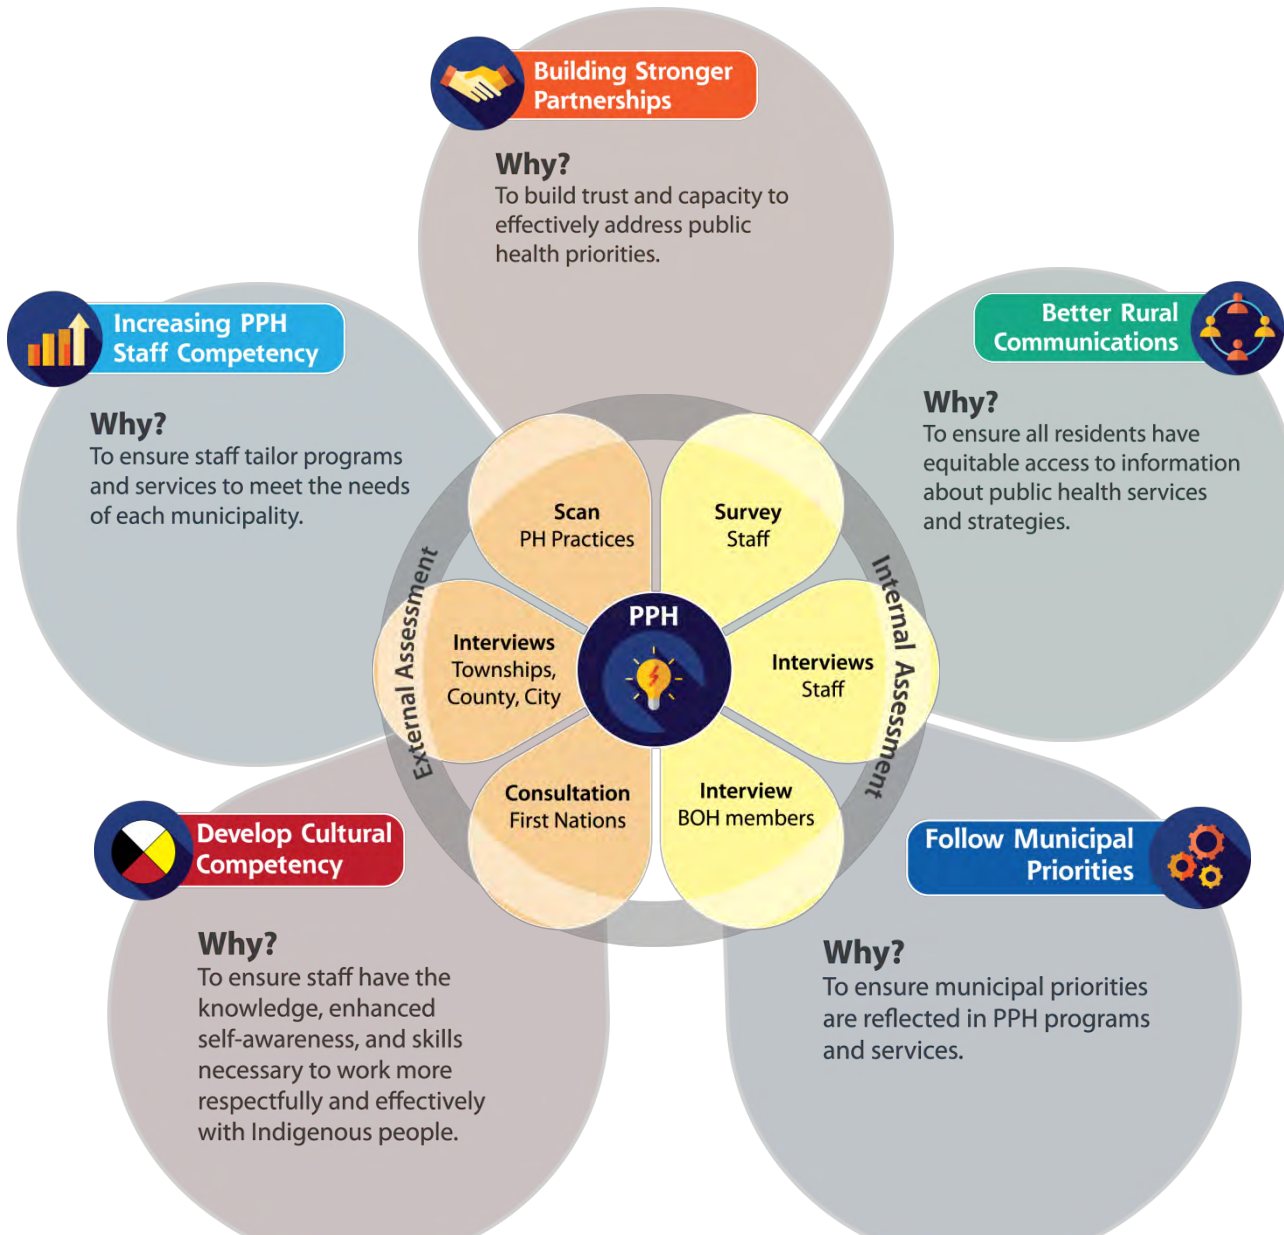 Building Stronger
Partnerships
Why?
To build trust and capacity to
effectively address public
health priorities.
Increasing PPH
Staff Competency
Why?
To ensure staff tailor programs
and services to meet the needs
of each municipality.
Better Rural
Communications
Why?
To ensure all residents have
equitable access to information
about public health services
and strategies.
External Assessment
Internal Assessment
Scan
PH Practices
Survey
Staff
Interviews
Townships,
County, City
PPH
Interviews
Staff
Consultation
First Nations
Interview
BOH members
Develop Cultural
Competency
Why?
To ensure staff have the
knowledge, enhanced
self-awareness, and skills
necessary to work more
respectfully and effectively
with Indigenous people.
Follow Municipal
Priorities
Why?
To ensure municipal priorities
are reflected in PPH programs
and services.